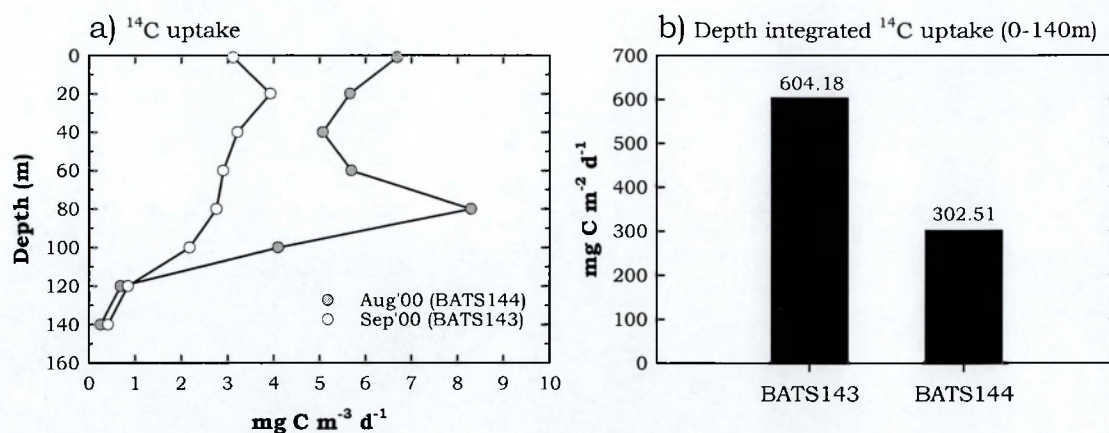 a) ¹⁴C uptake
0
20
40
60
80
100
120
140
160
Depth (m)
Aug'00 (BATS144)
Sep'00 (BATS143)
0 1 2 3 4 5 6 7 8 9 10
mg C m⁻³ d⁻¹
b) Depth integrated ¹⁴C uptake (0-140m)
700
600
500
400
300
200
100
0
mg C m⁻² d⁻¹
604.18
302.51
BATS143 BATS144